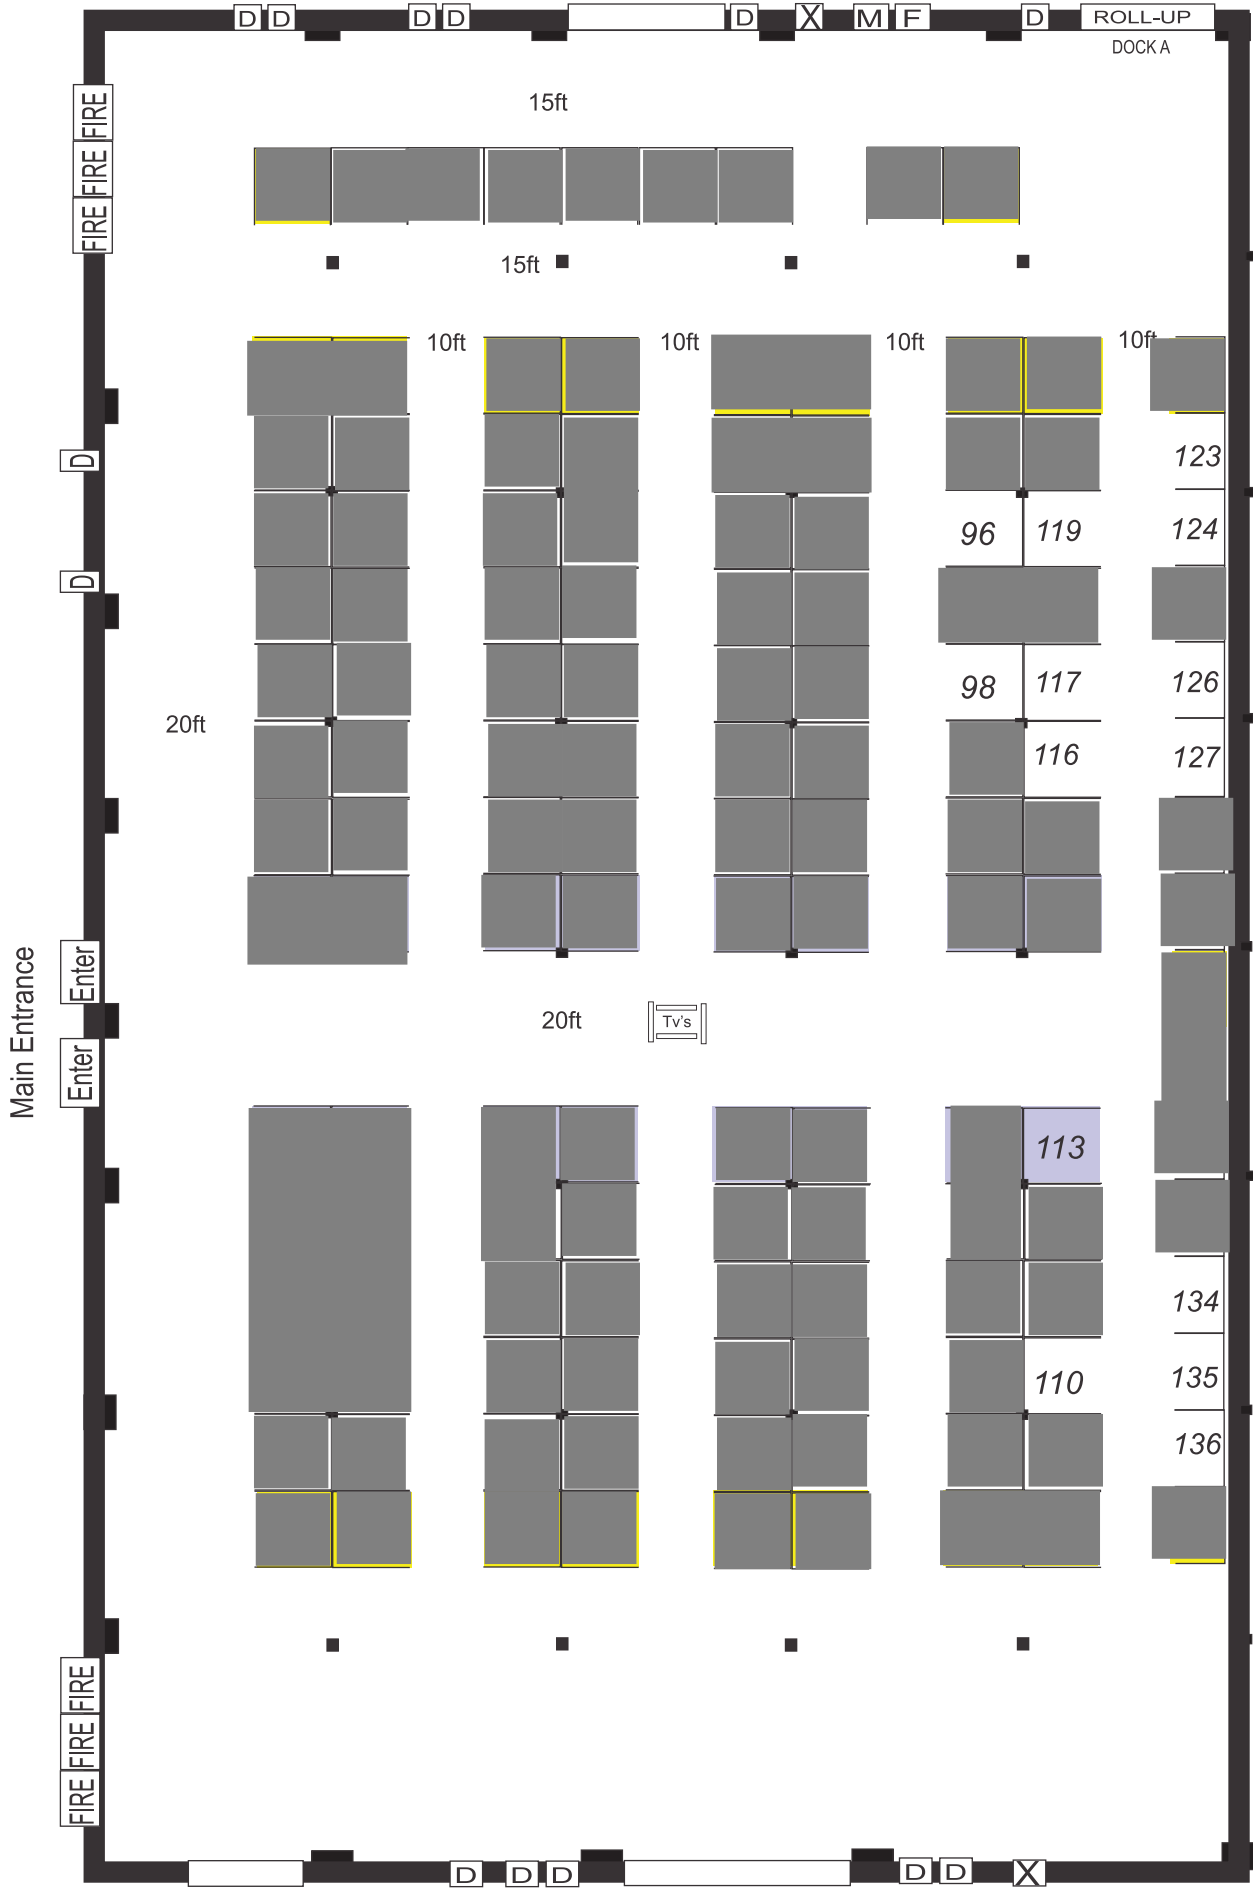 D D D D D X M F D ROLL-UP
DOCK A
FIRE
FIRE
FIRE
15ft
15ft
10ft 10ft 10ft 10ft
D
123
96 119 124
D
98 117 126
20ft
116 127
Main Entrance
Enter
Enter
20ft
Tv's
113
134
110 135
136
FIRE
FIRE
FIRE
D D D D D X